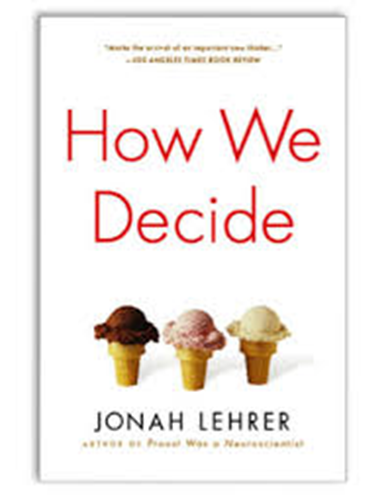 "Marks the arrival of an important new thinker..."
— LOS ANGELES TIMES BOOK REVIEW
How We
Decide
JONAH LEHRER
AUTHOR OF Proust Was a Neuroscientist